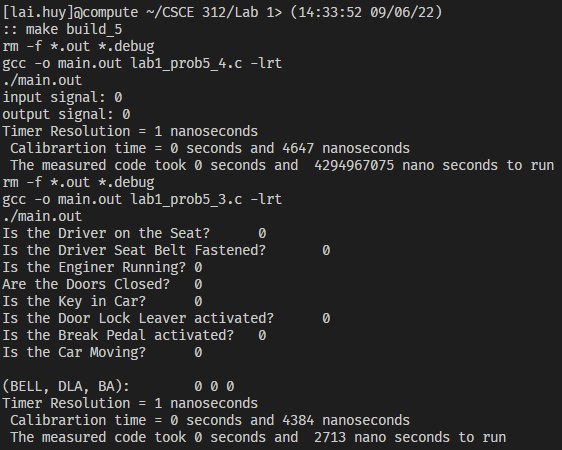 [lai.huy]@compute ~/CSCE 312/Lab 1> (14:33:52 09/06/22)
:: make build_5
rm -f *.out *.debug
gcc -o main.out lab1_prob5_4.c -lrt
./main.out
input signal: 0
output signal: 0
Timer Resolution = 1 nanoseconds
 Calibrartion time = 0 seconds and 4647 nanoseconds
 The measured code took 0 seconds and  4294967075 nano seconds to run
rm -f *.out *.debug
gcc -o main.out lab1_prob5_3.c -lrt
./main.out
Is the Driver on the Seat?      0
Is the Driver Seat Belt Fastened?       0
Is the Enginer Running? 0
Are the Doors Closed?   0
Is the Key in Car?      0
Is the Door Lock Leaver activated?      0
Is the Break Pedal activated?   0
Is the Car Moving?      0
(BELL, DLA, BA):        0 0 0
Timer Resolution = 1 nanoseconds
 Calibrartion time = 0 seconds and 4384 nanoseconds
 The measured code took 0 seconds and  2713 nano seconds to run